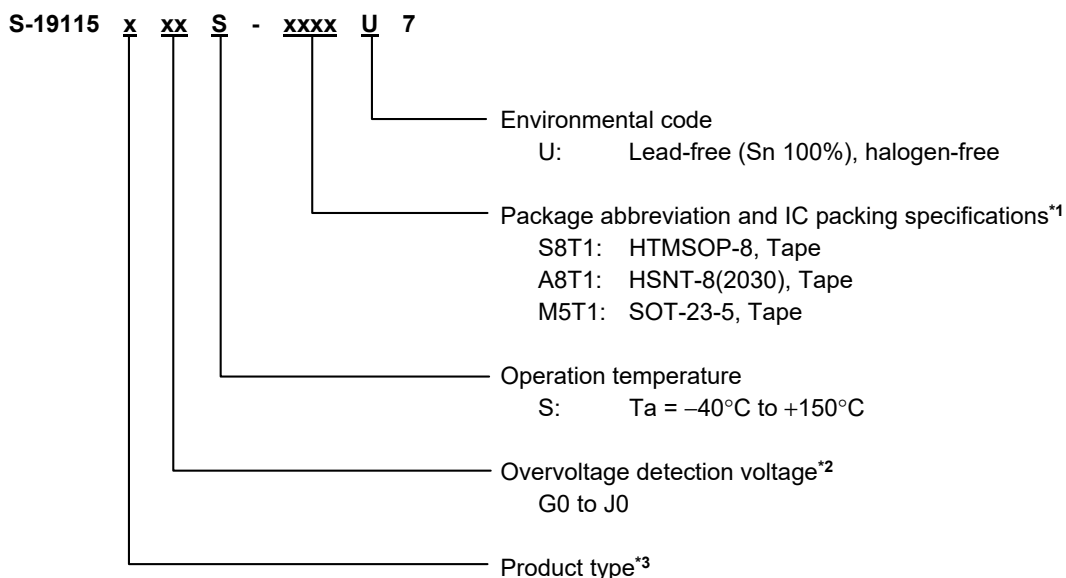 S-19115 x xx S - xxxx U 7
Environmental code
U: Lead-free (Sn 100%), halogen-free
Package abbreviation and IC packing specifications*1
S8T1: HTMSOP-8, Tape
A8T1: HSNT-8(2030), Tape
M5T1: SOT-23-5, Tape
Operation temperature
S: Ta = −40°C to +150°C
Overvoltage detection voltage*2
G0 to J0
Product type*3